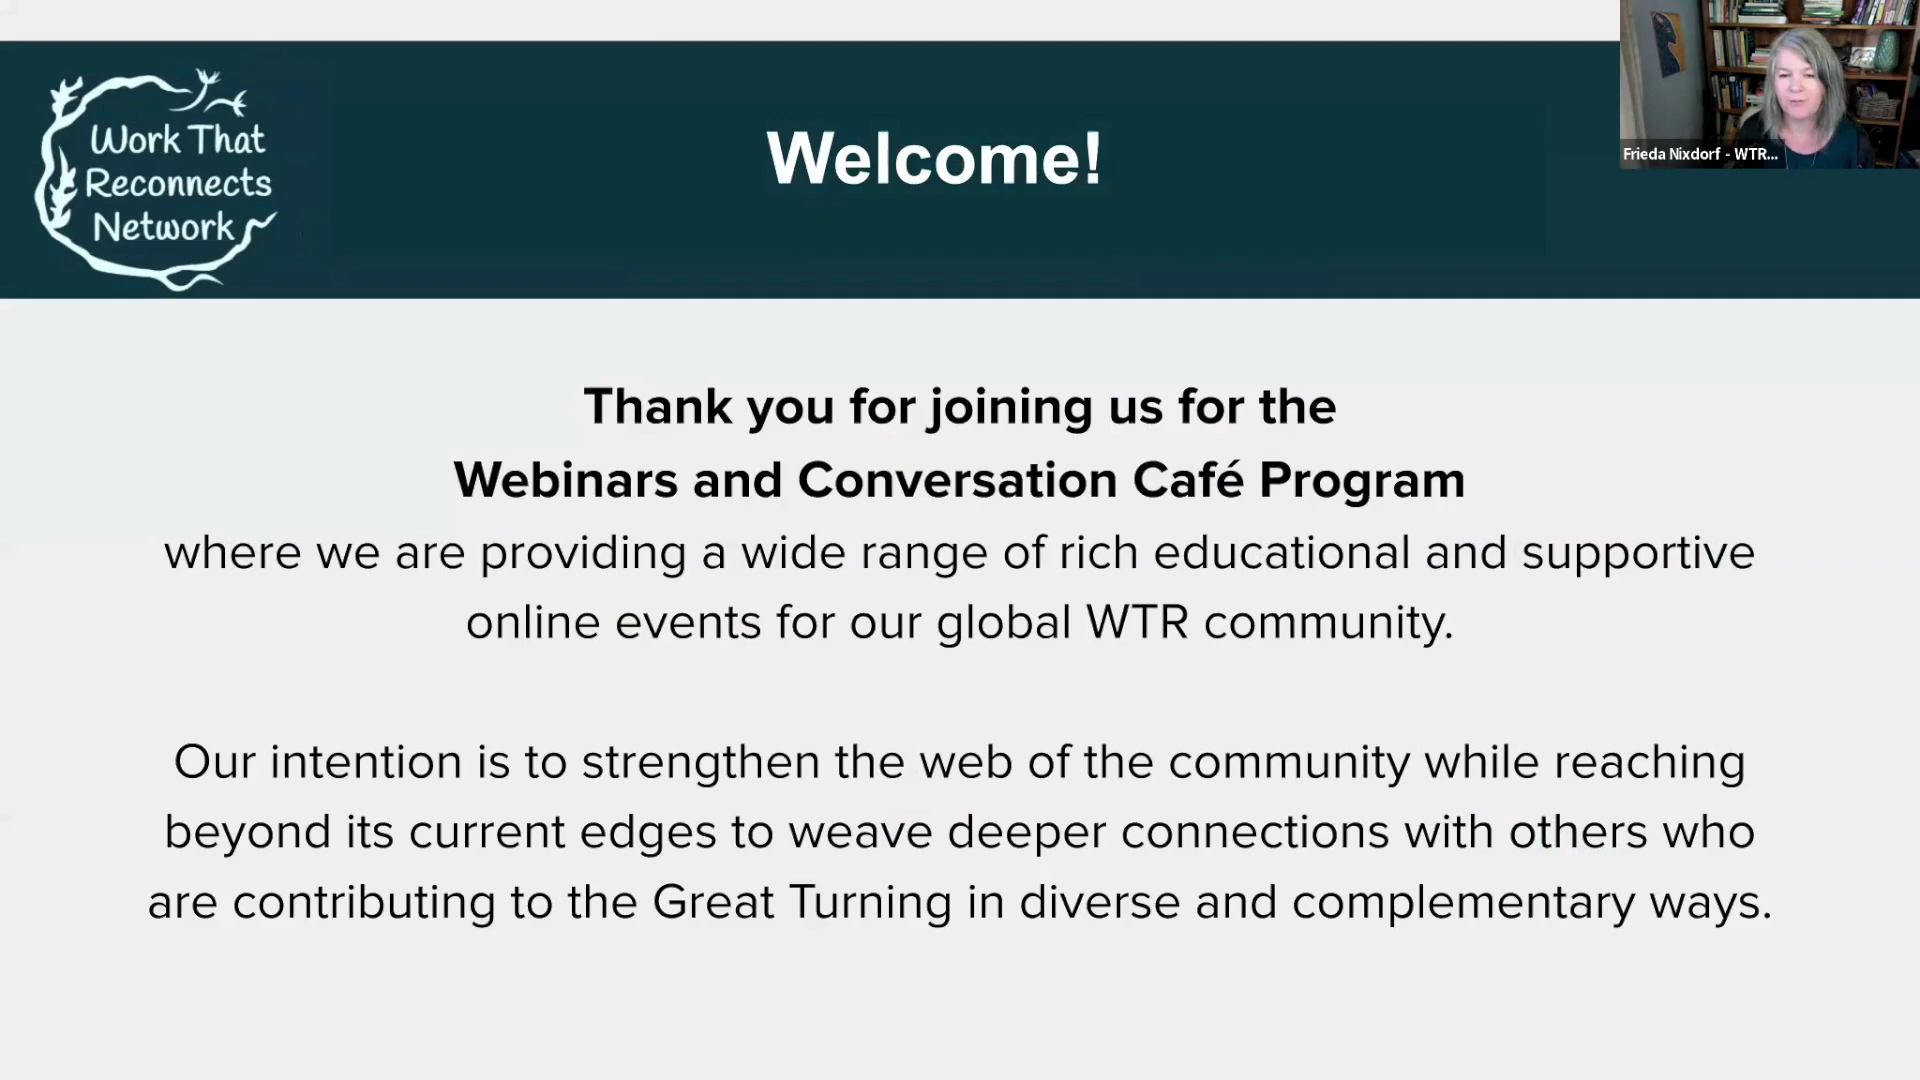 Work That
Reconnects
Network
Welcome!
Frieda Nixdorf - WTR...
Thank you for joining us for the
Webinars and Conversation Café Program
where we are providing a wide range of rich educational and supportive
online events for our global WTR community.
Our intention is to strengthen the web of the community while reaching
beyond its current edges to weave deeper connections with others who
are contributing to the Great Turning in diverse and complementary ways.